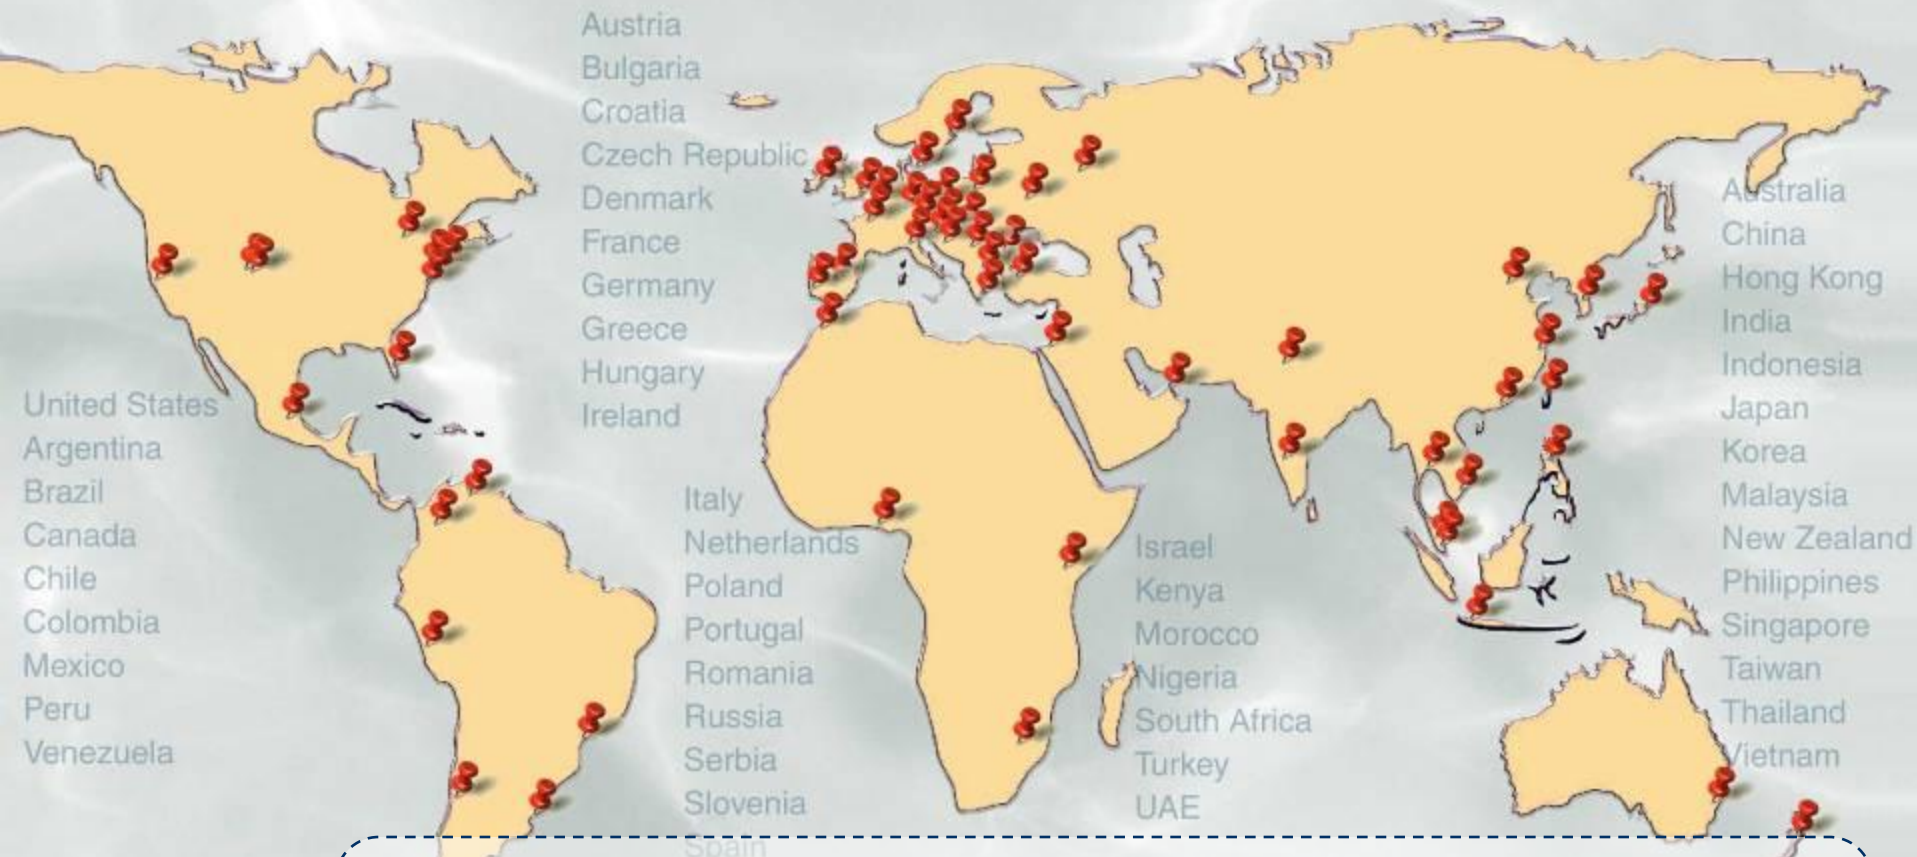 United States
Argentina
Brazil
Canada
Chile
Colombia
Mexico
Peru
Venezuela
Austria
Bulgaria
Croatia
Czech Republic
Denmark
France
Germany
Greece
Hungary
Ireland
Italy
Netherlands
Poland
Portugal
Romania
Russia
Serbia
Slovenia
Spain
Israel
Kenya
Morocco
Nigeria
South Africa
Turkey
UAE
Australia
China
Hong Kong
India
Indonesia
Japan
Korea
Malaysia
New Zealand
Philippines
Singapore
Taiwan
Thailand
Vietnam